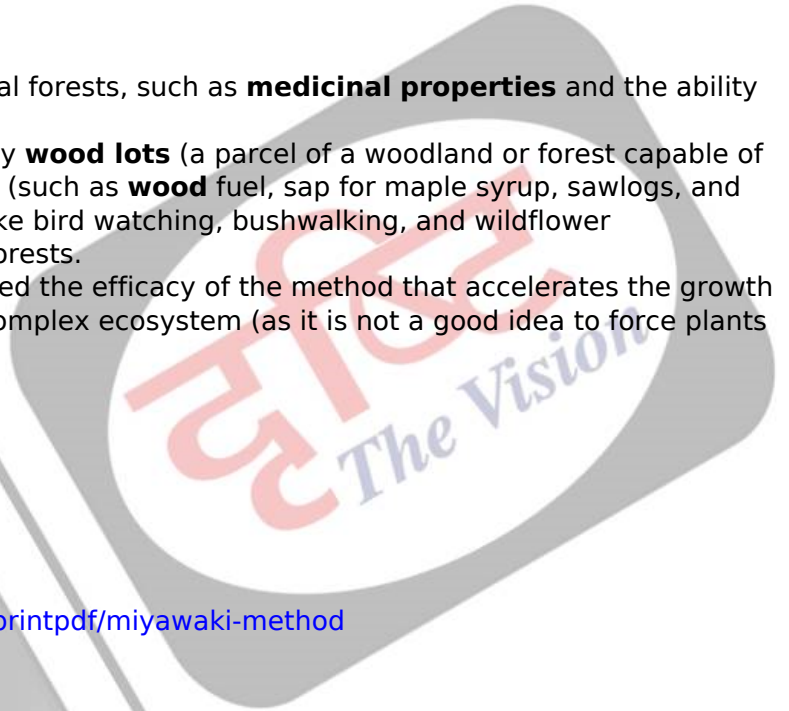 al forests, such as medicinal properties and the ability
y wood lots (a parcel of a woodland or forest capable of
(such as wood fuel, sap for maple syrup, sawlogs, and
ke bird watching, bushwalking, and wildflower
orests.
ed the efficacy of the method that accelerates the growth
omplex ecosystem (as it is not a good idea to force plants
दृष्टि
The Vision
printpdf/miyawaki-method